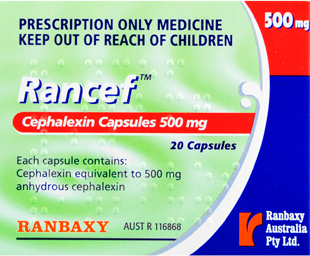 PRESCRIPTION ONLY MEDICINE
KEEP OUT OF REACH OF CHILDREN
500 mg
Rancef™
Cephalexin Capsules 500 mg
20 Capsules
Each capsule contains:
Cephalexin equivalent to 500 mg
anhydrous cephalexin
RANBAXY
AUST R 116868
Ranbaxy
Australia
Pty Ltd.